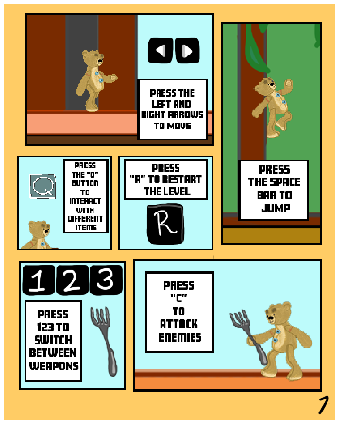 PRESS THE
LEFT AND
RIGHT ARROWS
TO MOVE
PRESS
THE SPACE
BAR TO
JUMP
PRESS
THE "Q"
BUTTON
TO
INTERACT
WITH
DIFFERENT
ITEMS
Q
PRESS
"R" TO RESTART
THE LEVEL
R
1 2 3
PRESS
123 TO
SWITCH
BETWEEN
WEAPONS
PRESS
"C"
TO
ATTACK
ENEMIES
7